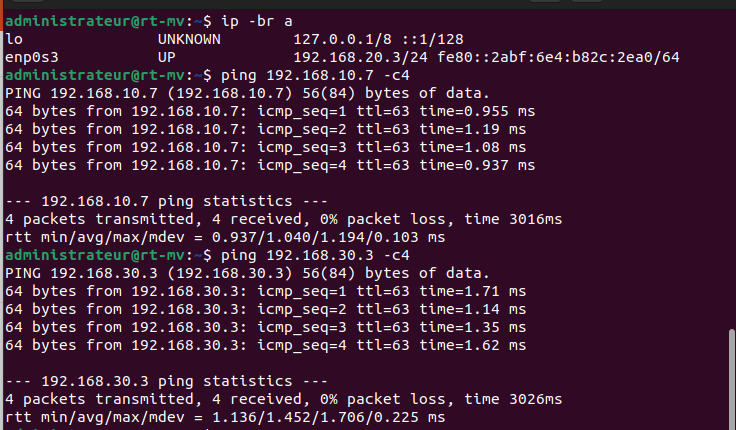 administrateur@rt-mv:~$ ip -br a
lo               UNKNOWN        127.0.0.1/8 ::1/128
enp0s3           UP             192.168.20.3/24 fe80::2abf:6e4:b82c:2ea0/64
administrateur@rt-mv:~$ ping 192.168.10.7 -c4
PING 192.168.10.7 (192.168.10.7) 56(84) bytes of data.
64 bytes from 192.168.10.7: icmp_seq=1 ttl=63 time=0.955 ms
64 bytes from 192.168.10.7: icmp_seq=2 ttl=63 time=1.19 ms
64 bytes from 192.168.10.7: icmp_seq=3 ttl=63 time=1.08 ms
64 bytes from 192.168.10.7: icmp_seq=4 ttl=63 time=0.937 ms

--- 192.168.10.7 ping statistics ---
4 packets transmitted, 4 received, 0% packet loss, time 3016ms
rtt min/avg/max/mdev = 0.937/1.040/1.194/0.103 ms
administrateur@rt-mv:~$ ping 192.168.30.3 -c4
PING 192.168.30.3 (192.168.30.3) 56(84) bytes of data.
64 bytes from 192.168.30.3: icmp_seq=1 ttl=63 time=1.71 ms
64 bytes from 192.168.30.3: icmp_seq=2 ttl=63 time=1.14 ms
64 bytes from 192.168.30.3: icmp_seq=3 ttl=63 time=1.35 ms
64 bytes from 192.168.30.3: icmp_seq=4 ttl=63 time=1.62 ms

--- 192.168.30.3 ping statistics ---
4 packets transmitted, 4 received, 0% packet loss, time 3026ms
rtt min/avg/max/mdev = 1.136/1.452/1.706/0.225 ms